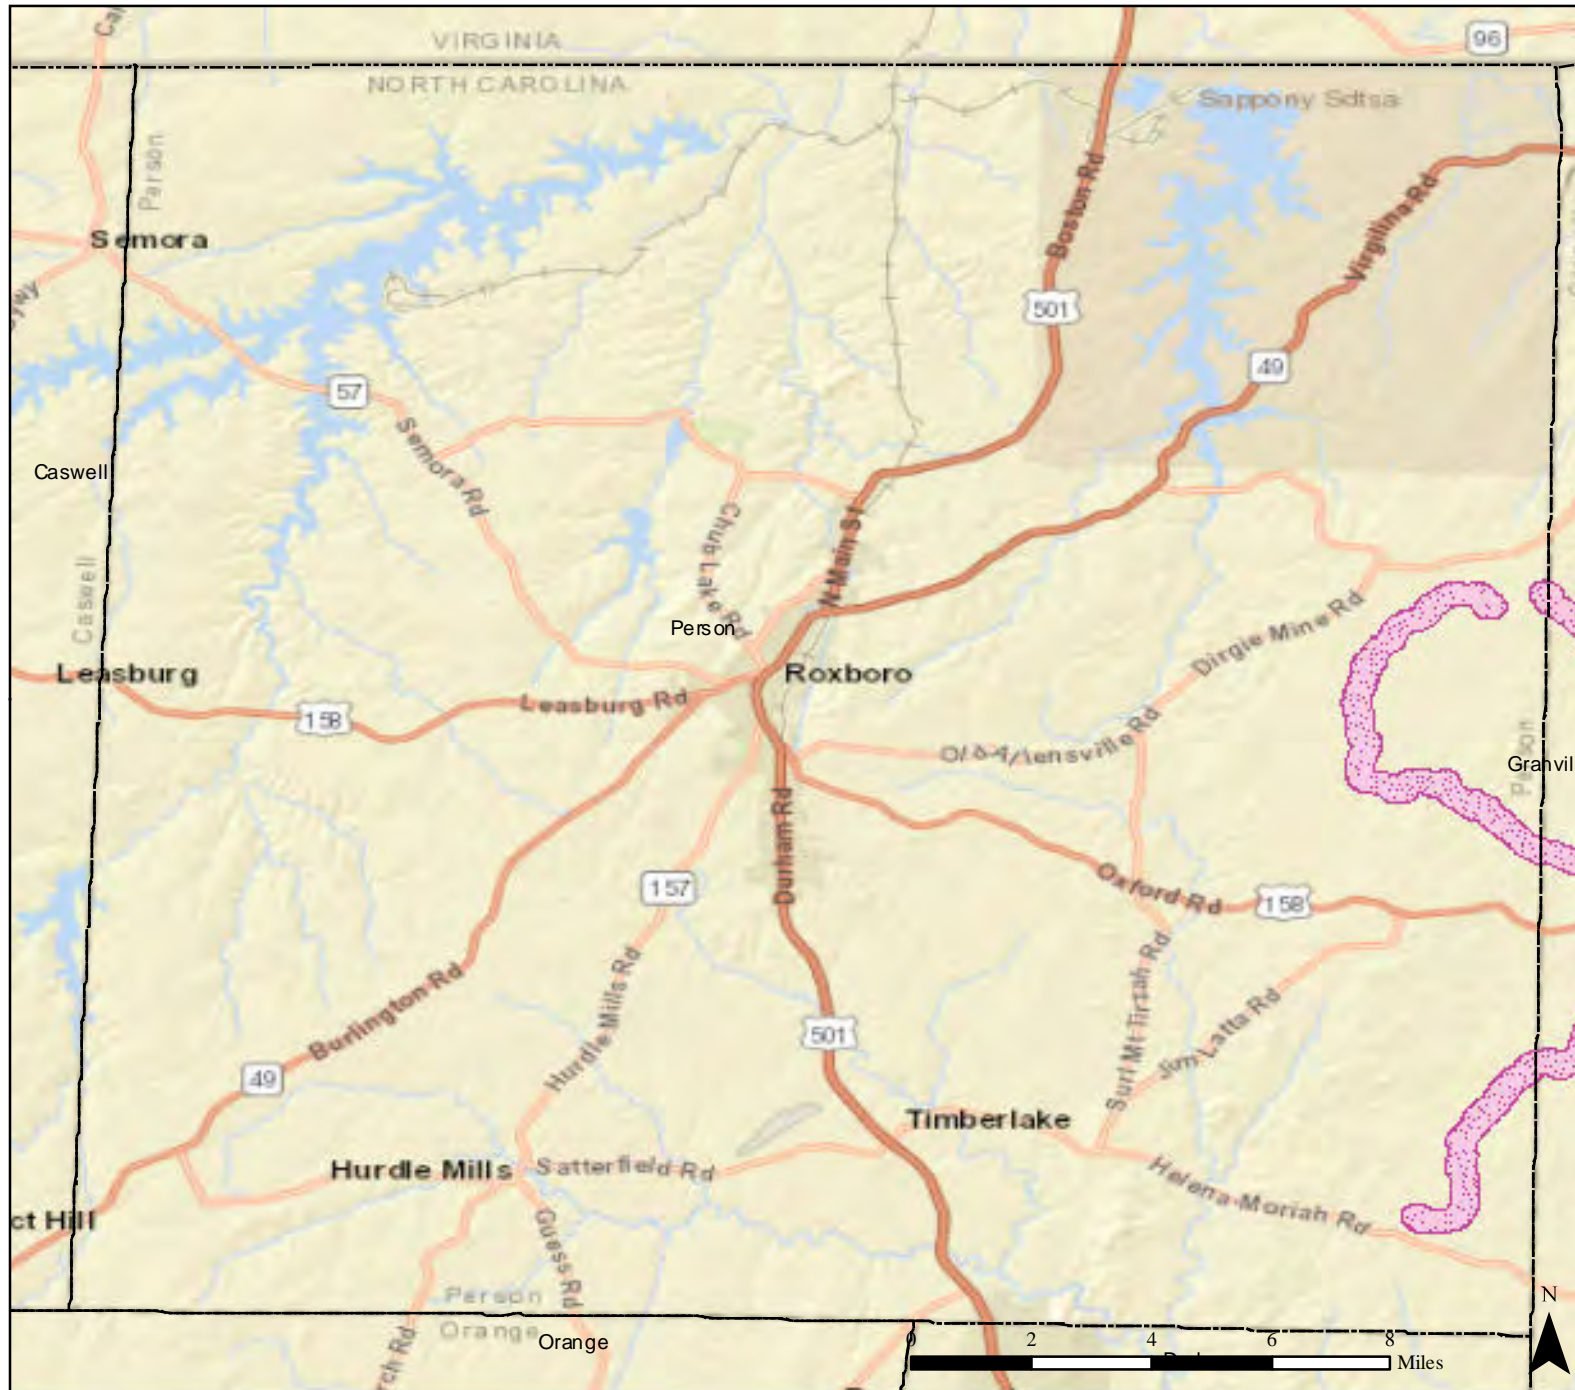 VIRGINIA
96
NORTH CAROLINA
Sappony Sdtsa
Person
Semora
Boston Rd
Virgilina Rd
501
49
57
Semora Rd
Caswell
Chub Lake Rd
N Main St
Caswell
Person
Dirgie Mine Rd
Leasburg
Roxboro
Leasburg Rd
158
Old Allensville Rd
Person
Granvil
Durham Rd
157
Oxford Rd
158
Hurdle Mills Rd
Surl Mt Tirzah Rd
Burlington Rd
Jim Latta Rd
501
49
Timberlake
Hurdle Mills
Satterfield Rd
Helena-Moriah Rd
ct Hill
Guess Rd
Person
Orange
Orange
rch Rd
N
0 2 4 6 8
Miles